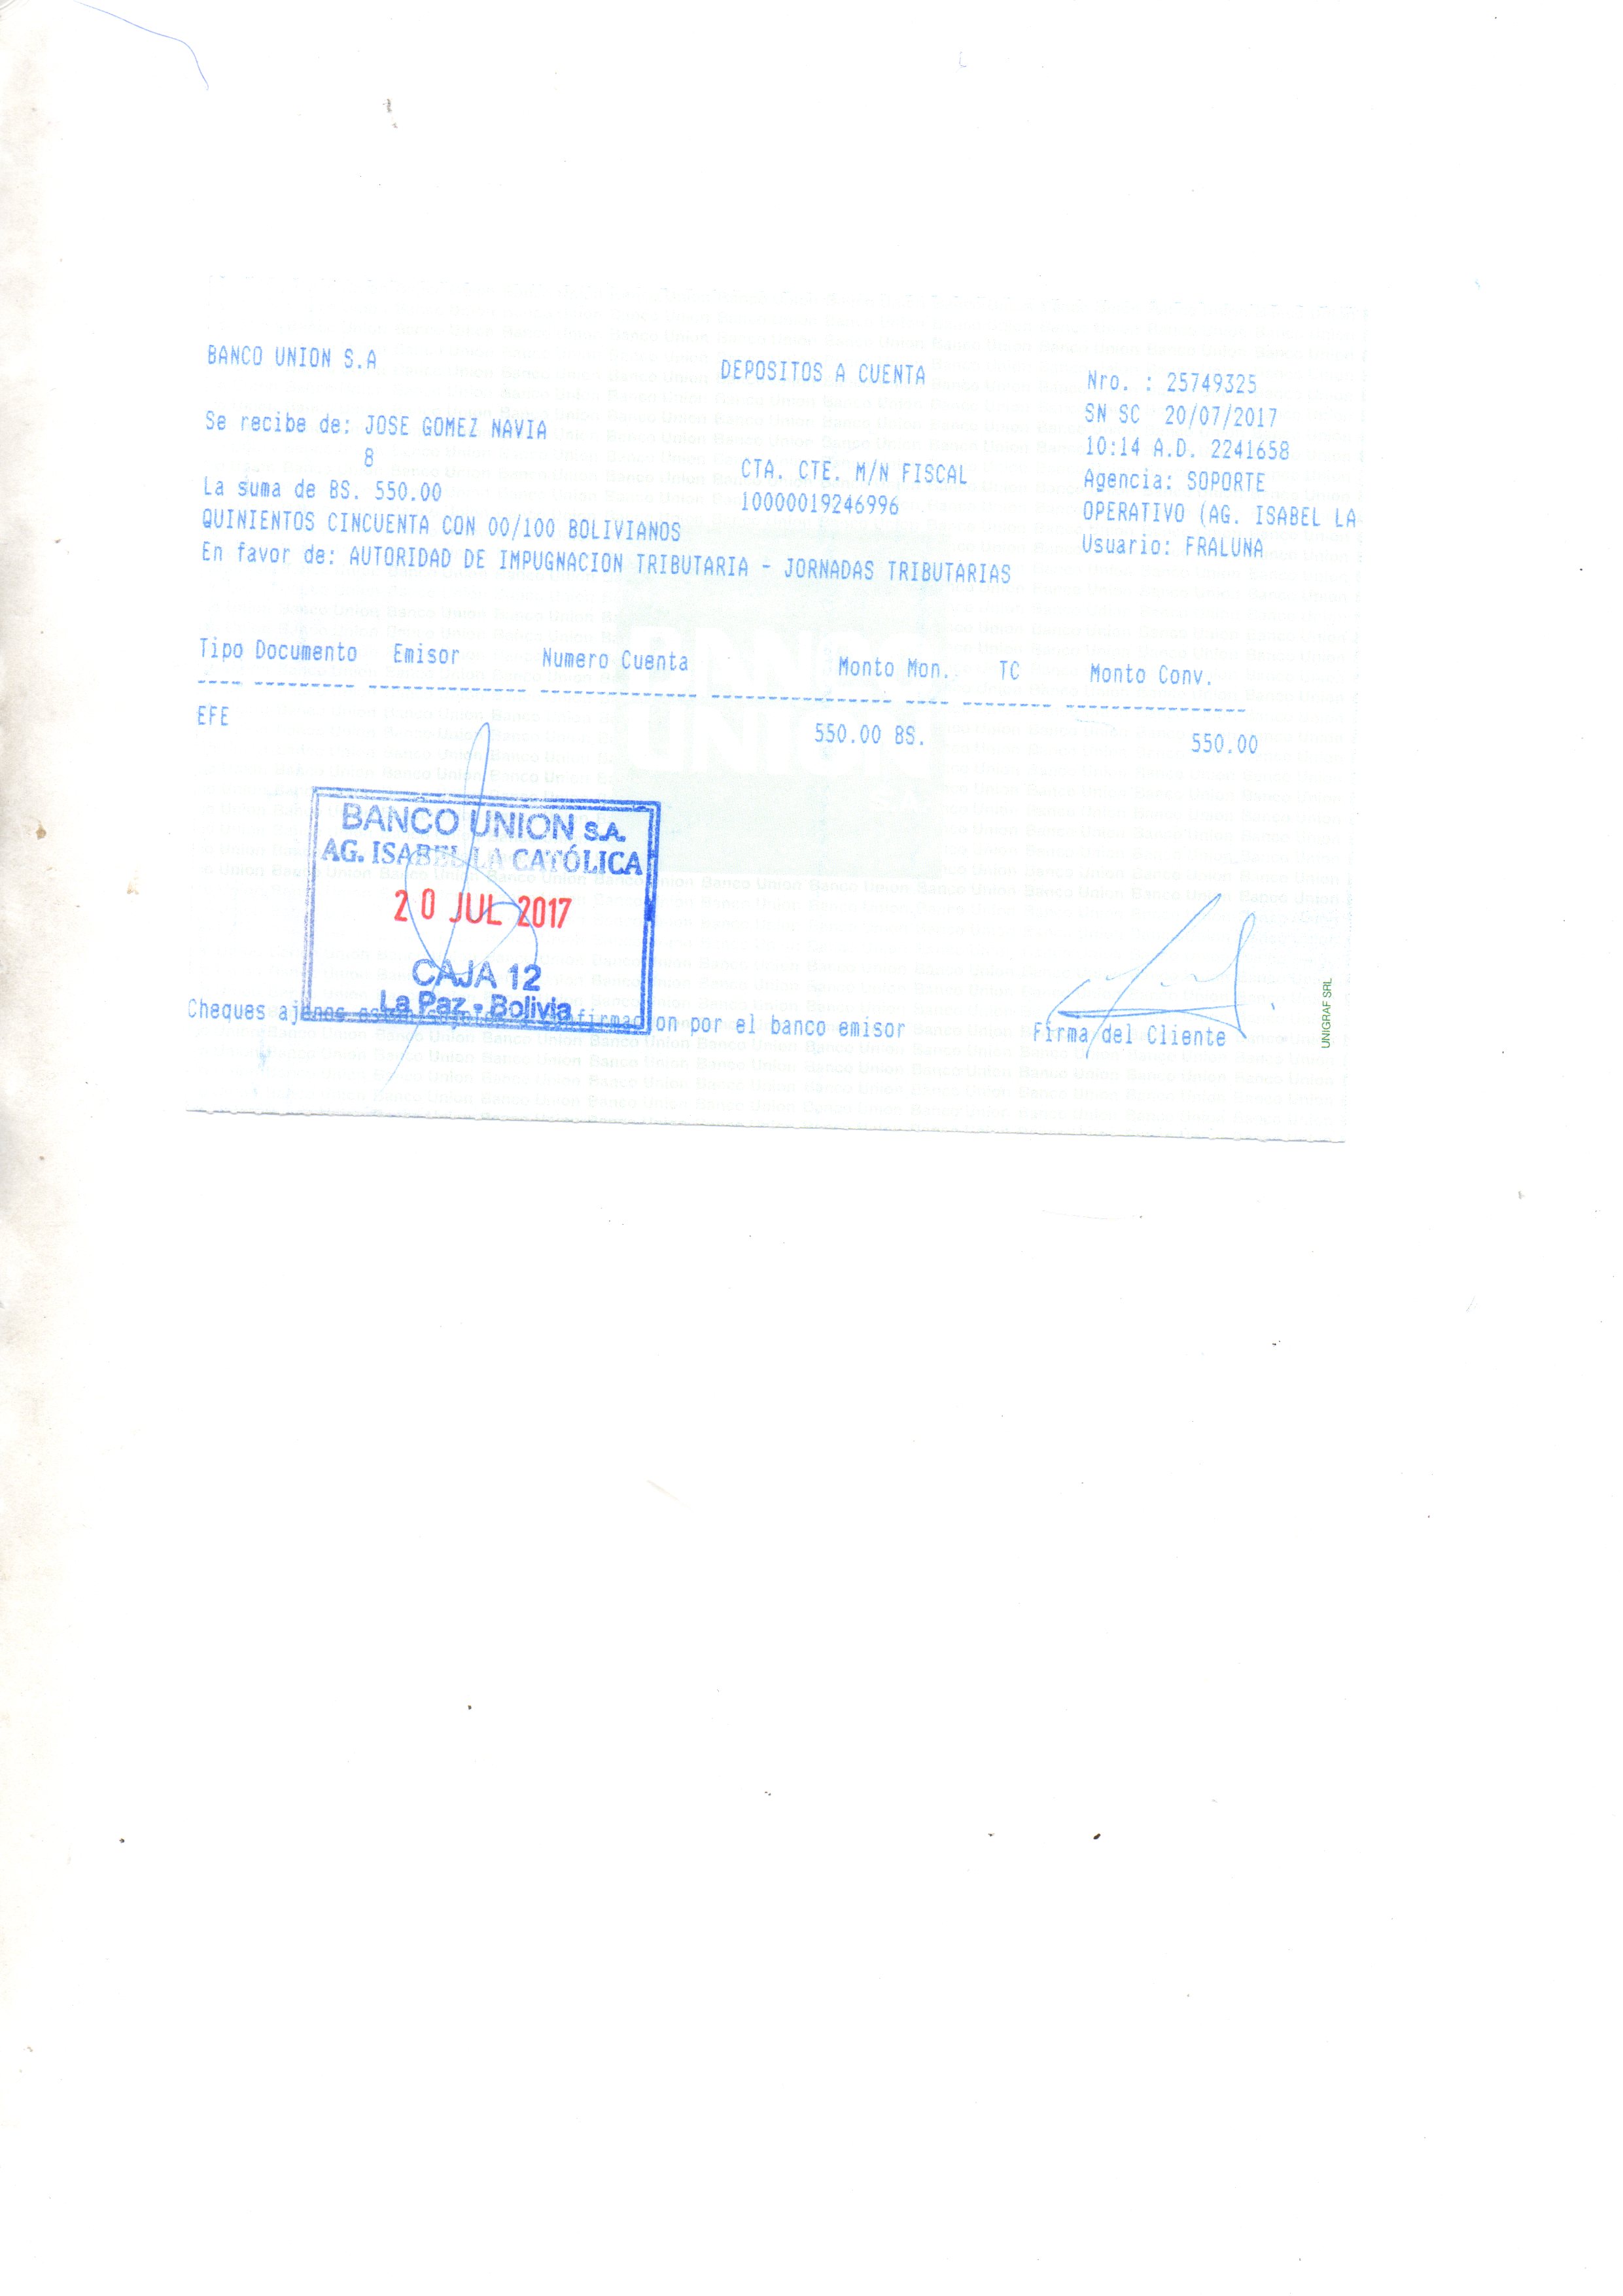 BANCO UNION S.A
DEPOSITOS A CUENTA
Nro. : 25749325
SN SC 20/07/2017
10:14 A.D. 2241658
Agencia: SOPORTE
OPERATIVO (AG. ISABEL LA
Usuario: FRALUNA
Se recibe de: JOSE GOMEZ NAVIA
8
CTA. CTE. M/N FISCAL
10000019246996
La suma de BS. 550.00
QUINIENTOS CINCUENTA CON 00/100 BOLIVIANOS
En favor de: AUTORIDAD DE IMPUGNACION TRIBUTARIA - JORNADAS TRIBUTARIAS
Tipo Documento Emisor Numero Cuenta Monto Mon. TC Monto Conv.
EFE 550.00 BS. 550.00
BANCO UNION
BANCO UNION S.A.
AG. ISABEL LA CATÓLICA
20 JUL 2017
CAJA 12
La Paz - Bolivia
Cheques ajenos por el banco emisor
Firma del Cliente
UNIGRAF SRL